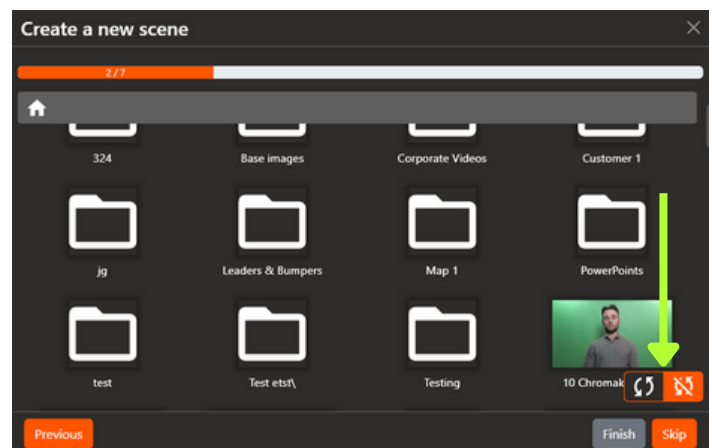 Create a new scene
2/7
324 Base images Corporate Videos Customer 1
jg Leaders & Bumpers Map 1 PowerPoints
test Test etst\ Testing 10 Chromak
Previous Finish Skip